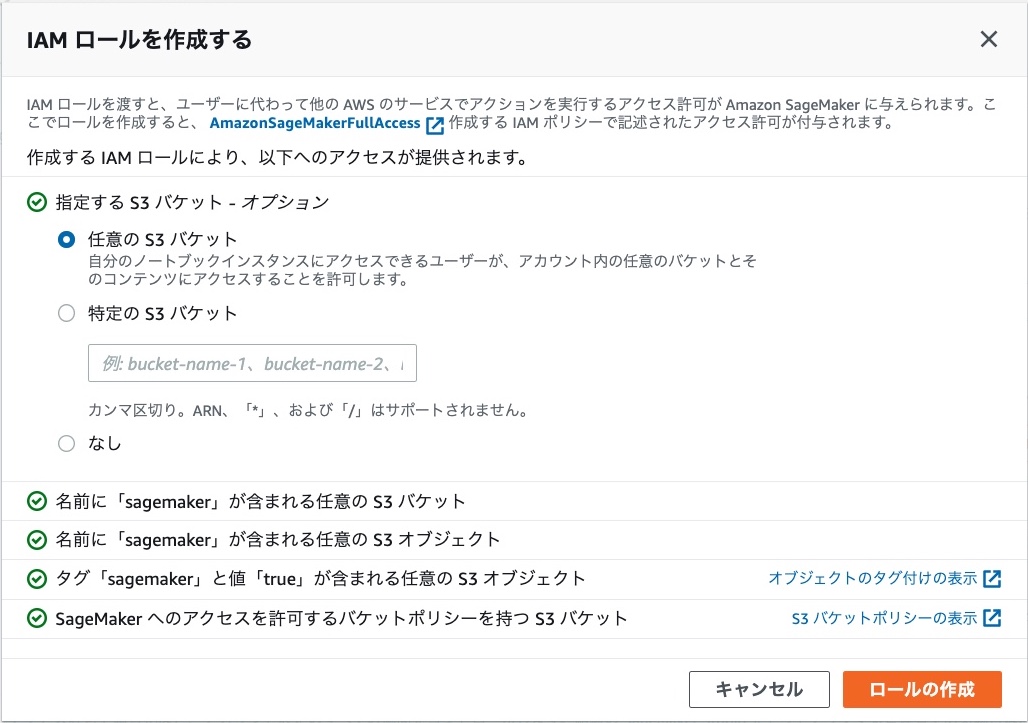 IAM ロールを作成する
IAM ロールを渡すと、ユーザーに代わって他の AWS のサービスでアクションを実行するアクセス許可が Amazon SageMaker に与えられます。こ
こでロールを作成すると、 AmazonSageMakerFullAccess 作成する IAM ポリシーで記述されたアクセス許可が付与されます。
作成する IAM ロールにより、以下へのアクセスが提供されます。
指定する S3 バケット - オプション
任意の S3 バケット
自分のノートブックインスタンスにアクセスできるユーザーが、アカウント内の任意のバケットとそ
のコンテンツにアクセスすることを許可します。
特定の S3 バケット
例: bucket-name-1、bucket-name-2、
カンマ区切り。ARN、「*」、および「/」はサポートされません。
なし
名前に「sagemaker」が含まれる任意の S3 バケット
名前に「sagemaker」が含まれる任意の S3 オブジェクト
タグ「sagemaker」と値「true」が含まれる任意の S3 オブジェクト オブジェクトのタグ付けの表示
SageMaker へのアクセスを許可するバケットポリシーを持つ S3 バケット S3 バケットポリシーの表示
キャンセル ロールの作成